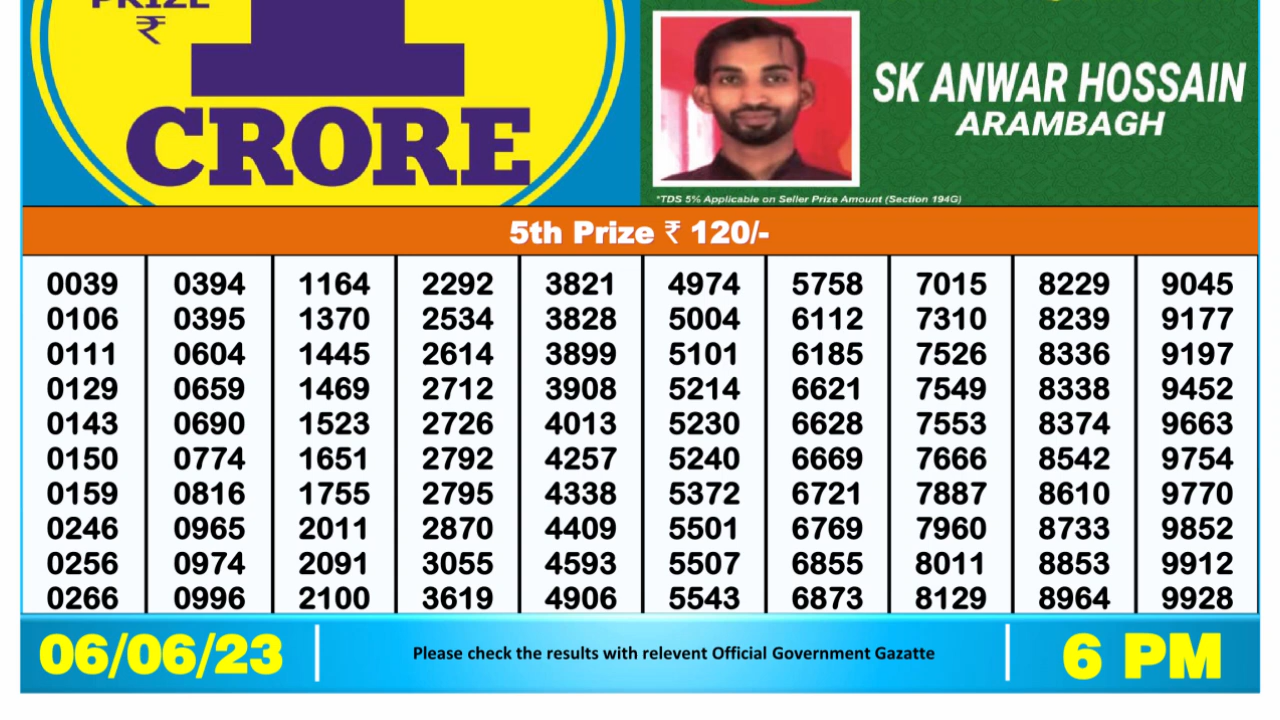 PRIZE
₹
1
CRORE
SK ANWAR HOSSAIN
ARAMBAGH
*TDS 5% Applicable on Seller Prize Amount (Section 194G)
5th Prize ₹ 120/-
0039 0394 1164 2292 3821 4974 5758 7015 8229 9045
0106 0395 1370 2534 3828 5004 6112 7310 8239 9177
0111 0604 1445 2614 3899 5101 6185 7526 8336 9197
0129 0659 1469 2712 3908 5214 6621 7549 8338 9452
0143 0690 1523 2726 4013 5230 6628 7553 8374 9663
0150 0774 1651 2792 4257 5240 6669 7666 8542 9754
0159 0816 1755 2795 4338 5372 6721 7887 8610 9770
0246 0965 2011 2870 4409 5501 6769 7960 8733 9852
0256 0974 2091 3055 4593 5507 6855 8011 8853 9912
0266 0996 2100 3619 4906 5543 6873 8129 8964 9928
06/06/23 Please check the results with relevent Official Government Gazatte 6 PM